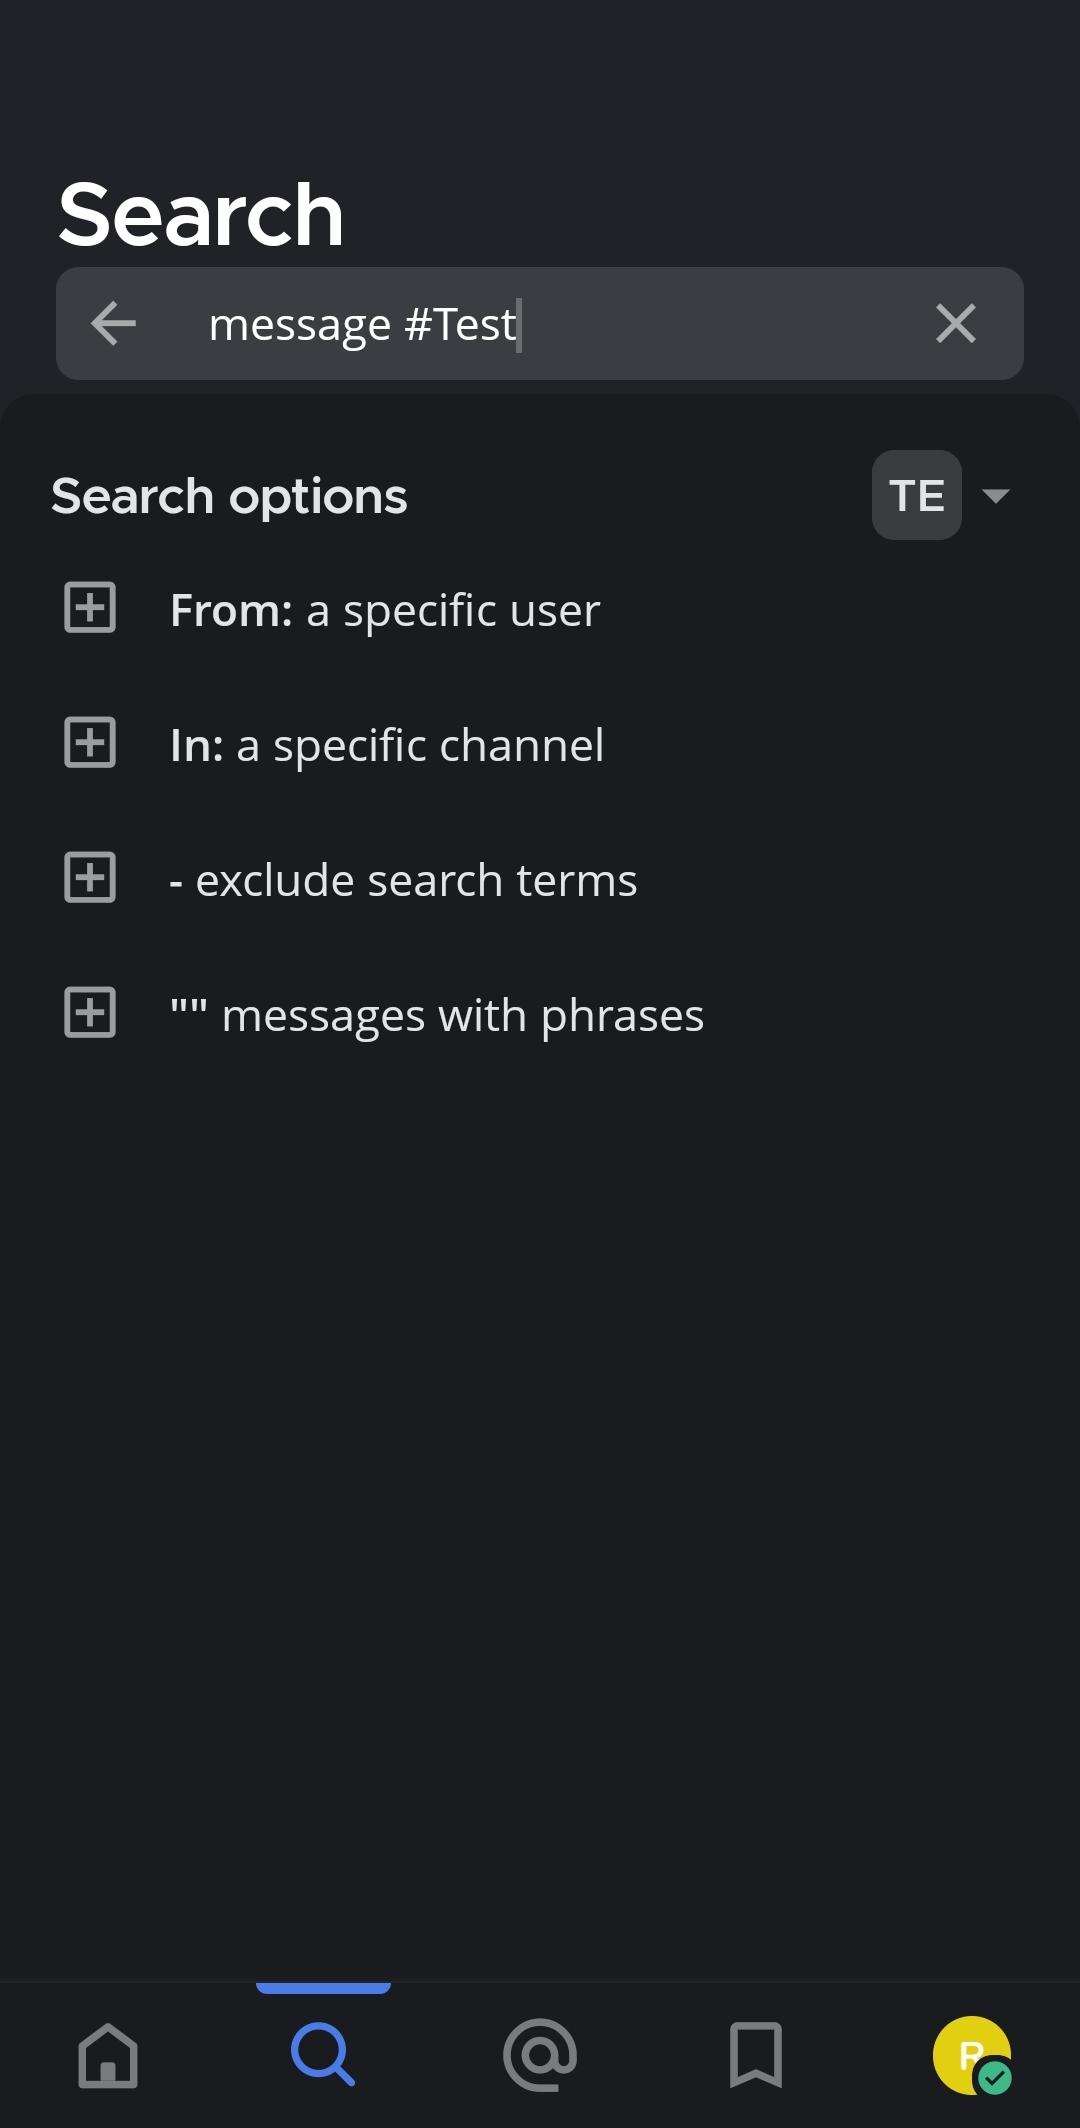 Search
message #Test
Search options
TE
From: a specific user
In: a specific channel
- exclude search terms
"" messages with phrases
R